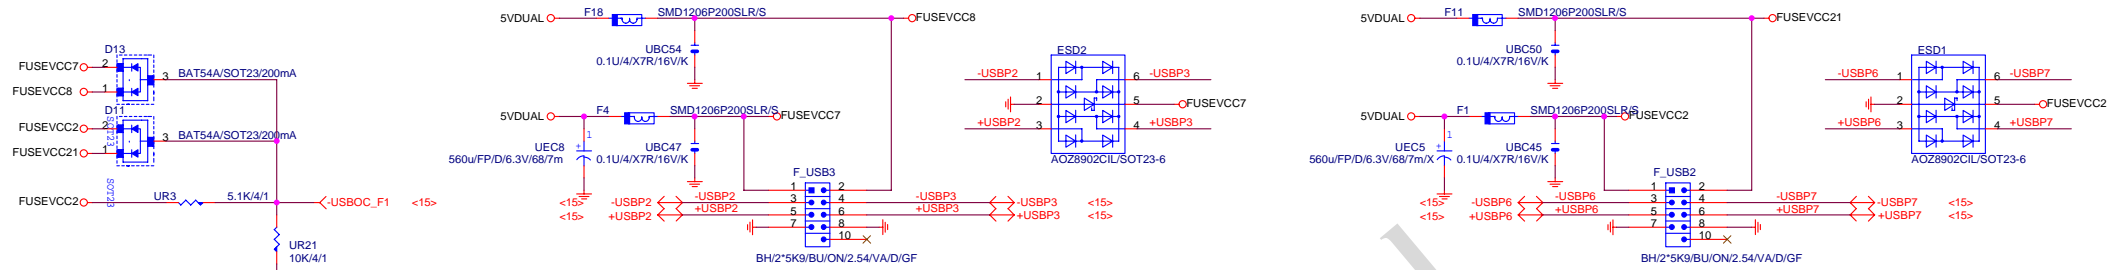 D13
FUSEVCC7
2
FUSEVCC8
1
3
BAT54A/SOT23/200mA
D11
FUSEVCC2
2
FUSEVCC21
1
3
BAT54A/SOT23/200mA
SOT23
SOT23
FUSEVCC2
UR3
5.1K/4/1
-USBOC_F1
<15>
UR21
10K/4/1
5VDUAL
F18
SMD1206P200SLR/S
FUSEVCC8
UBC54
0.1U/4/X7R/16V/K
5VDUAL
F4
SMD1206P200SLR/S
FUSEVCC7
1
+
UEC8
560u/FP/D/6.3V/68/7m
UBC47
0.1U/4/X7R/16V/K
F_USB3
1
2
3
4
5
6
7
8
10
<15>
-USBP2
-USBP2
-USBP3
-USBP3
<15>
<15>
+USBP2
+USBP2
+USBP3
+USBP3
<15>
BH/2*5K9/BU/ON/2.54/VA/D/GF
ESD2
-USBP2
1
6
-USBP3
2
5
FUSEVCC7
+USBP2
3
4
+USBP3
AOZ8902CIL/SOT23-6
5VDUAL
F11
SMD1206P200SLR/S
FUSEVCC21
UBC50
0.1U/4/X7R/16V/K
5VDUAL
F1
SMD1206P200SLR/S
FUSEVCC2
1
+
UEC5
560u/FP/D/6.3V/68/7m/X
UBC45
0.1U/4/X7R/16V/K
F_USB2
1
2
3
4
5
6
7
8
10
<15>
-USBP6
-USBP6
-USBP7
-USBP7
<15>
<15>
+USBP6
+USBP6
+USBP7
+USBP7
<15>
BH/2*5K9/BU/ON/2.54/VA/D/GF
ESD1
-USBP6
1
6
-USBP7
2
5
FUSEVCC2
+USBP6
3
4
+USBP7
AOZ8902CIL/SOT23-6